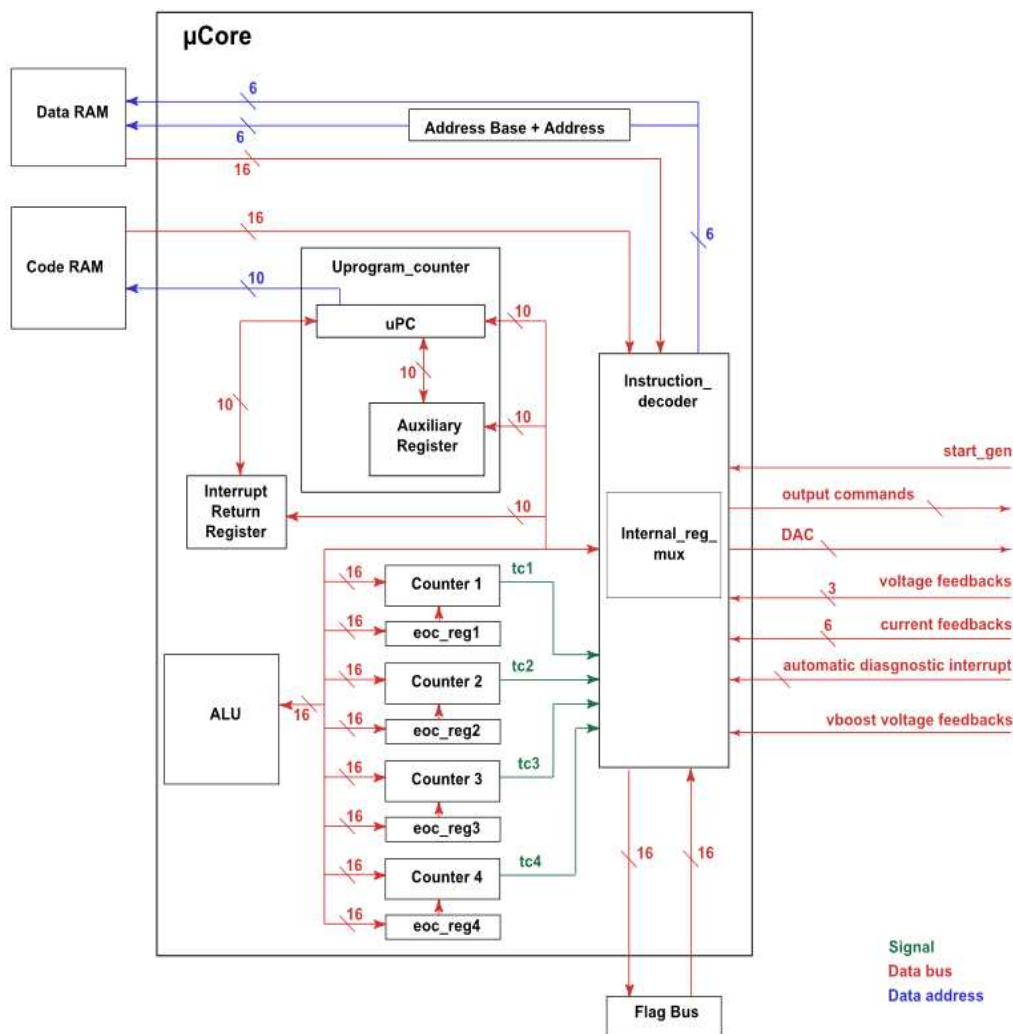 µCore
6
Data RAM
Address Base + Address
6
16
16
6
Code RAM
Uprogram_counter
10
10
uPC
Instruction_
decoder
10
10
Auxiliary
Register
10
start_gen
Interrupt
Return
Register
output commands
10
Internal_reg_
mux
DAC
tc1
16
Counter 1
3
voltage feedbacks
16
eoc_reg1
6
current feedbacks
tc2
16
Counter 2
automatic diasgnostic interrupt
ALU
16
16
eoc_reg2
vboost voltage feedbacks
tc3
16
Counter 3
16
eoc_reg3
tc4
16
Counter 4
16
16
16
eoc_reg4
Signal
Data bus
Data address
Flag Bus